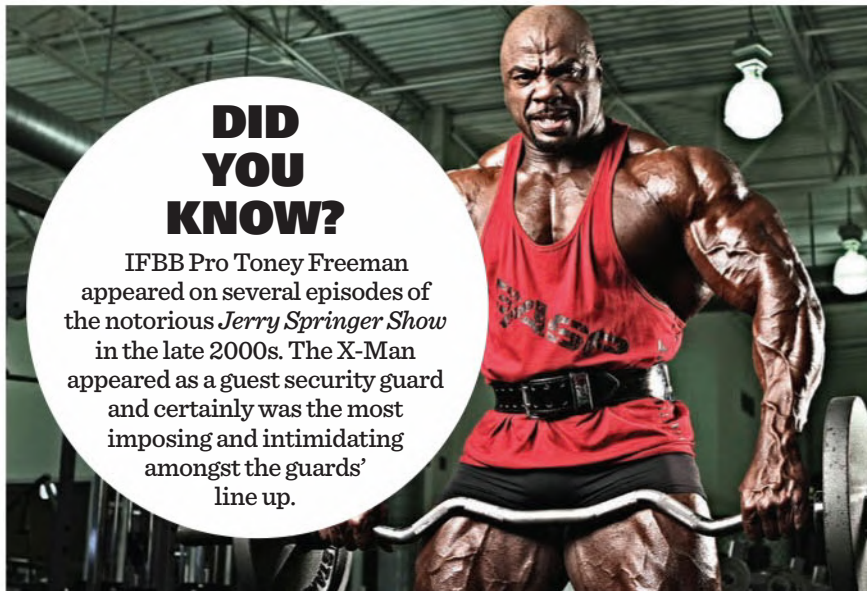 DID
YOU
KNOW?
IFBB Pro Toney Freeman
appeared on several episodes of
the notorious Jerry Springer Show
in the late 2000s. The X-Man
appeared as a guest security guard
and certainly was the most
imposing and intimidating
amongst the guards’
line up.